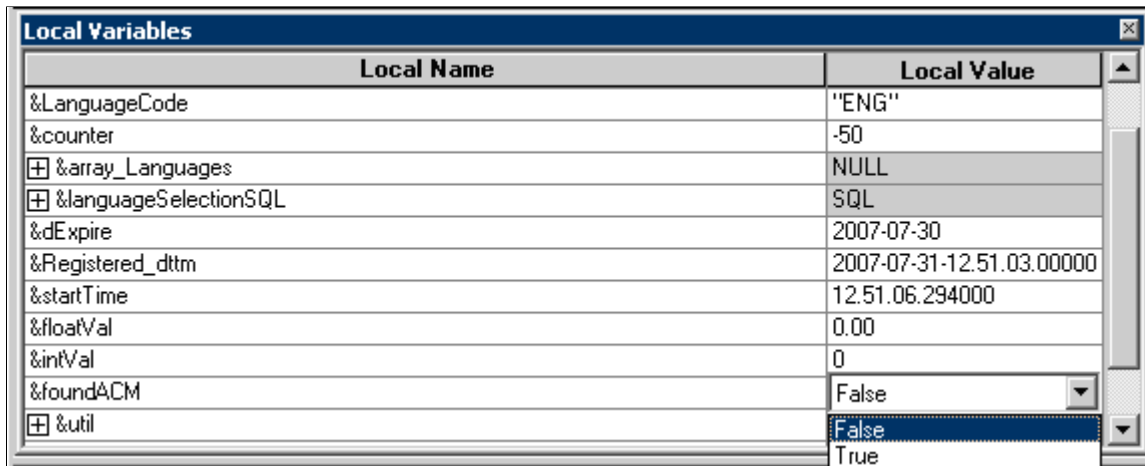 Local Variables
Local Name Local Value
&LanguageCode "ENG"
&counter -50
&array_Languages NULL
&languageSelectionSQL SQL
&dExpire 2007-07-30
&Registered_dttm 2007-07-31-12.51.03.00000
&startTime 12.51.06.294000
&floatVal 0.00
&intVal 0
&foundACM False
&util False
True